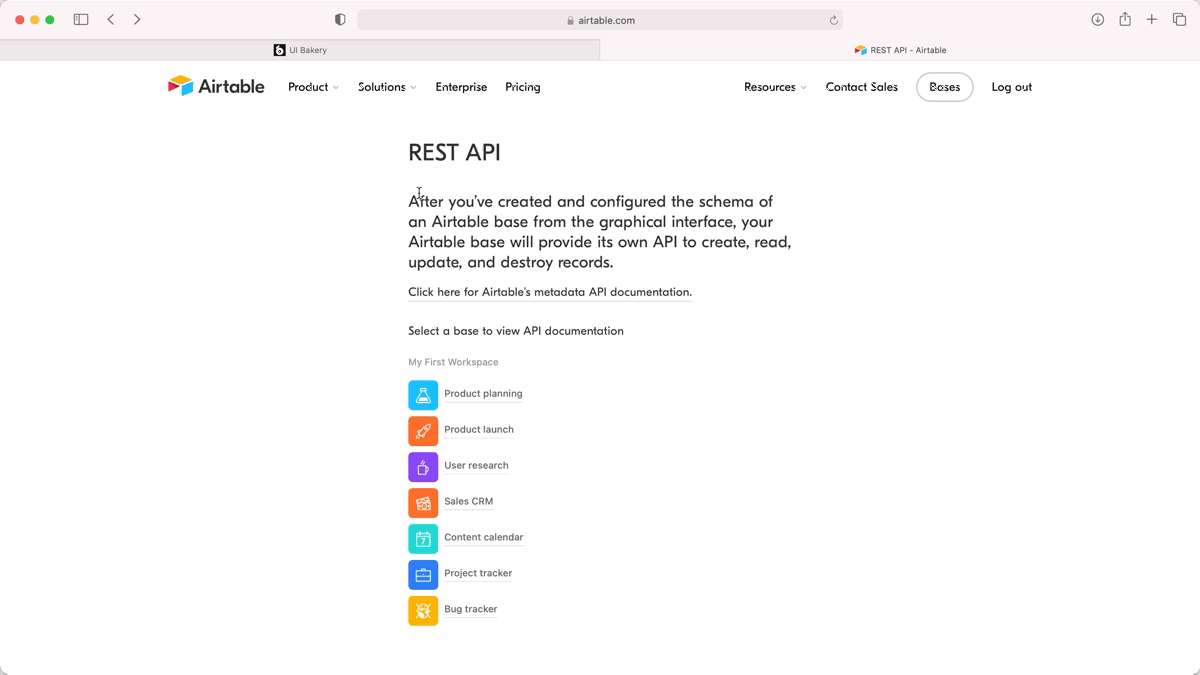 airtable.com
UI Bakery
REST API - Airtable
Airtable Product Solutions Enterprise Pricing Resources Contact Sales Bases Log out
REST API
After you've created and configured the schema of
an Airtable base from the graphical interface, your
Airtable base will provide its own API to create, read,
update, and destroy records.
Click here for Airtable's metadata API documentation.
Select a base to view API documentation
My First Workspace
Product planning
Product launch
User research
Sales CRM
7 Content calendar
Project tracker
Bug tracker